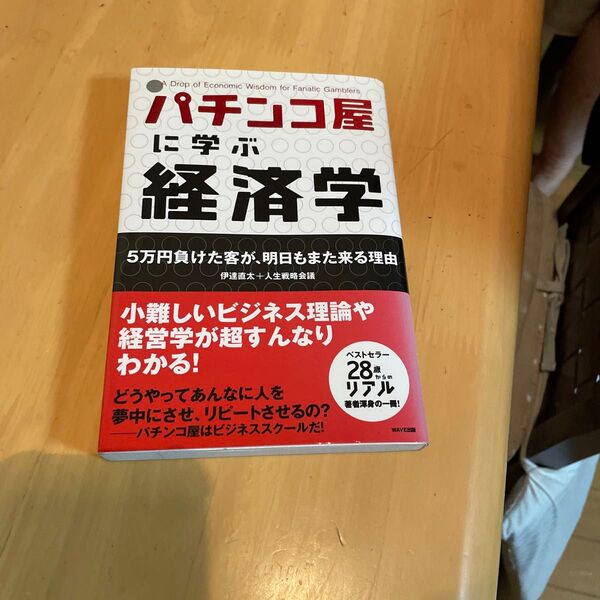 A Drop of Economic Wisdom for Fanatic Gamblers
パチンコ屋
に学ぶ
経済学
5万円負けた客が、明日もまた来る理由
伊達直太+人生戦略会議
小難しいビジネス理論や
経営学が超すんなり
わかる!
どうやってあんなに人を
夢中にさせ、リピートさせるの?
──パチンコ屋はビジネススクールだ!
ベストセラー
28歳
からの
リアル
著者渾身の一冊!
WAVE出版